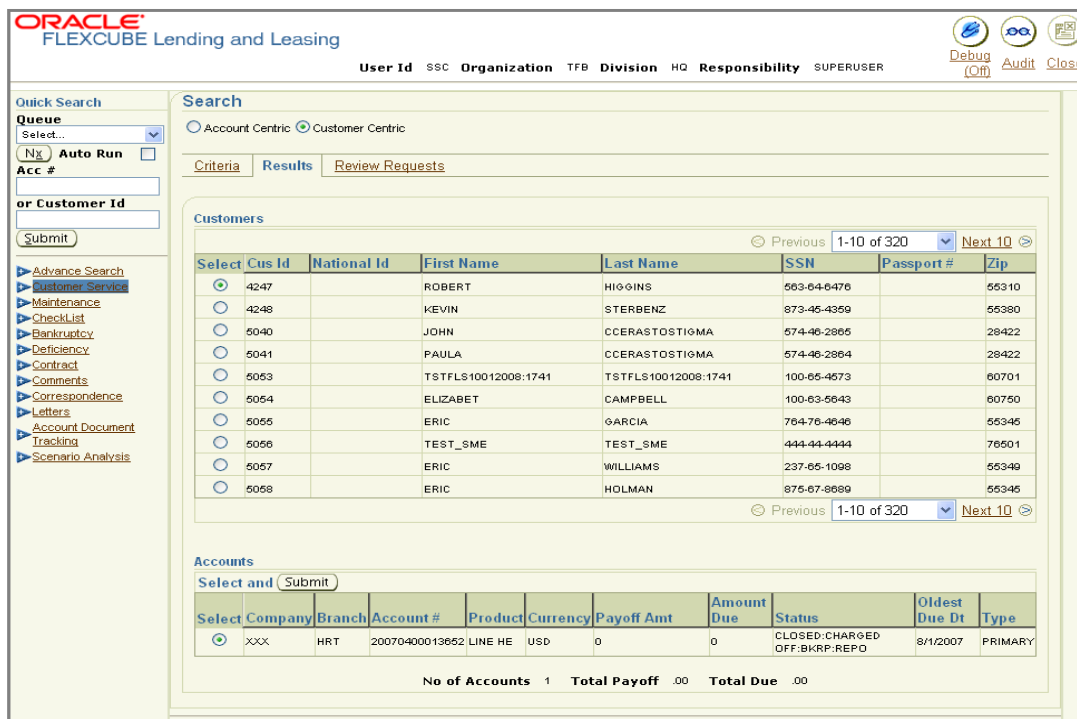 ORACLE®
FLEXCUBE Lending and Leasing
Debug (Off)
Audit
Close
User Id SSC Organization TFB Division HQ Responsibility SUPERUSER
Quick Search
Queue
Select...
Nx Auto Run
Acc #
or Customer Id
Submit
Advance Search
Customer Service
Maintenance
CheckList
Bankruptcy
Deficiency
Contract
Comments
Correspondence
Letters
Account Document
Tracking
Scenario Analysis
Search
Account Centric Customer Centric
Criteria Results Review Requests
Customers
Previous 1-10 of 320 Next 10
Select Cus Id National Id First Name Last Name SSN Passport # Zip
4247 ROBERT HIGGINS 563-64-6476 55310
4248 KEVIN STERBENZ 873-45-4359 55380
5040 JOHN CCERASTOSTIGMA 574-46-2865 28422
5041 PAULA CCERASTOSTIGMA 574-46-2864 28422
5053 TSTFLS10012008:1741 TSTFLS10012008:1741 100-65-4573 60701
5054 ELIZABET CAMPBELL 100-63-5643 60750
5055 ERIC GARCIA 764-76-4646 55345
5056 TEST_SME TEST_SME 444-44-4444 76501
5057 ERIC WILLIAMS 237-65-1098 55349
5058 ERIC HOLMAN 875-67-8689 55345
Previous 1-10 of 320 Next 10
Accounts
Select and Submit
Select Company Branch Account # Product Currency Payoff Amt Amount Due Status Oldest Due Dt Type
XXX HRT 20070400013652 LINE HE USD 0 0 CLOSED:CHARGED OFF:BKRP:REPO 8/1/2007 PRIMARY
No of Accounts 1 Total Payoff .00 Total Due .00